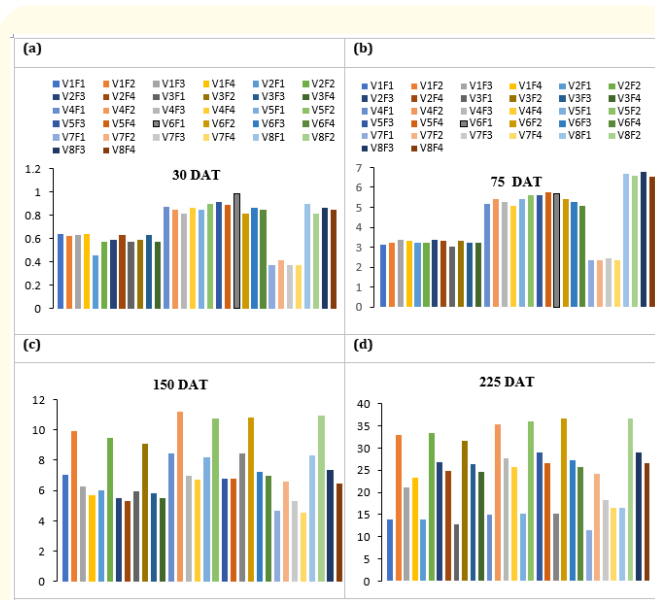 (a)
V1F1 V1F2 V1F3 V1F4 V2F1 V2F2
V2F3 V2F4 V3F1 V3F2 V3F3 V3F4
V4F1 V4F2 V4F3 V4F4 V5F1 V5F2
V5F3 V5F4 V6F1 V6F2 V6F3 V6F4
V7F1 V7F2 V7F3 V7F4 V8F1 V8F2
V8F3 V8F4
30 DAT
1.2
1
0.8
0.6
0.4
0.2
0
(b)
V1F1 V1F2 V1F3 V1F4 V2F1 V2F2
V2F3 V2F4 V3F1 V3F2 V3F3 V3F4
V4F1 V4F2 V4F3 V4F4 V5F1 V5F2
V5F3 V5F4 V6F1 V6F2 V6F3 V6F4
V7F1 V7F2 V7F3 V7F4 V8F1 V8F2
V8F3 V8F4
75 DAT
7
6
5
4
3
2
1
0
(c)
150 DAT
12
10
8
6
4
2
0
(d)
225 DAT
40
35
30
25
20
15
10
5
0